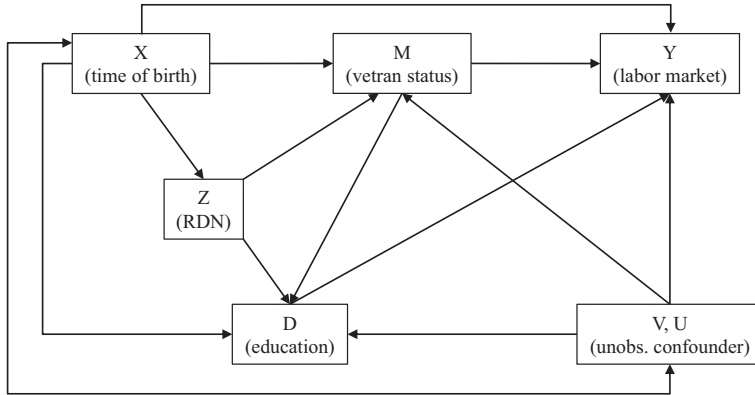 X
(time of birth)
M
(vetran status)
Y
(labor market)
Z
(RDN)
D
(education)
V, U
(unobs. confounder)